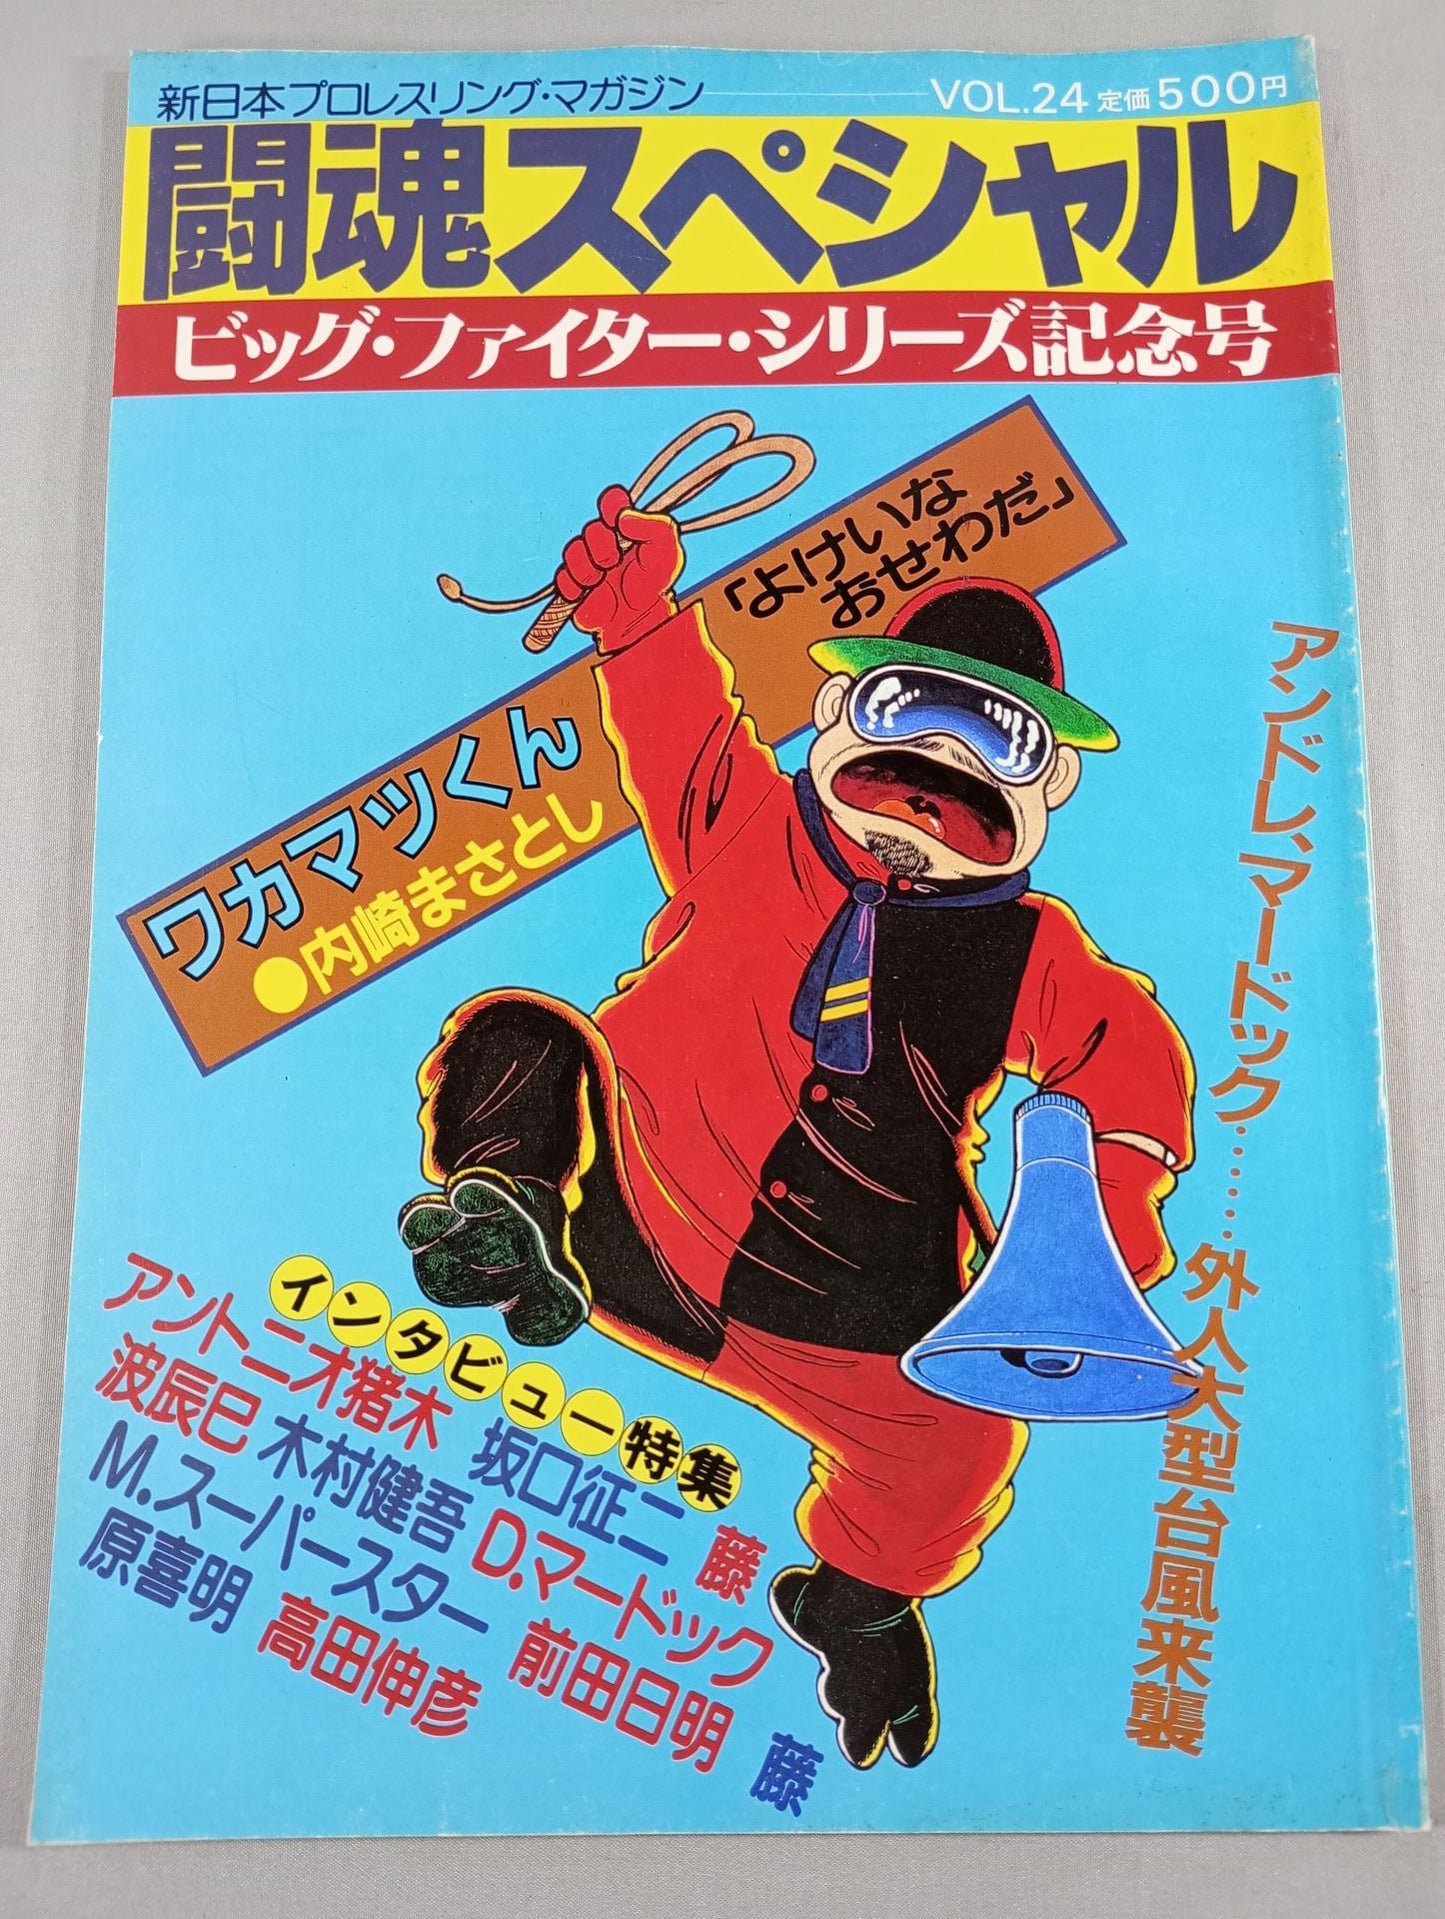 新日本プロレスリング・マガジン
VOL.24 定価500円
闘魂スペシャル
ビッグ・ファイター・シリーズ記念号
「よけいな
おせわだ」
ワカマツくん
●内崎まさとし
アンドレ、マードック……外人大型台風来襲
インタビュー特集
アントニオ猪木 坂口征二 藤
波辰巳 木村健吾 D.マードック
M.スーパースター 前田日明 藤
原喜明 高田伸彦